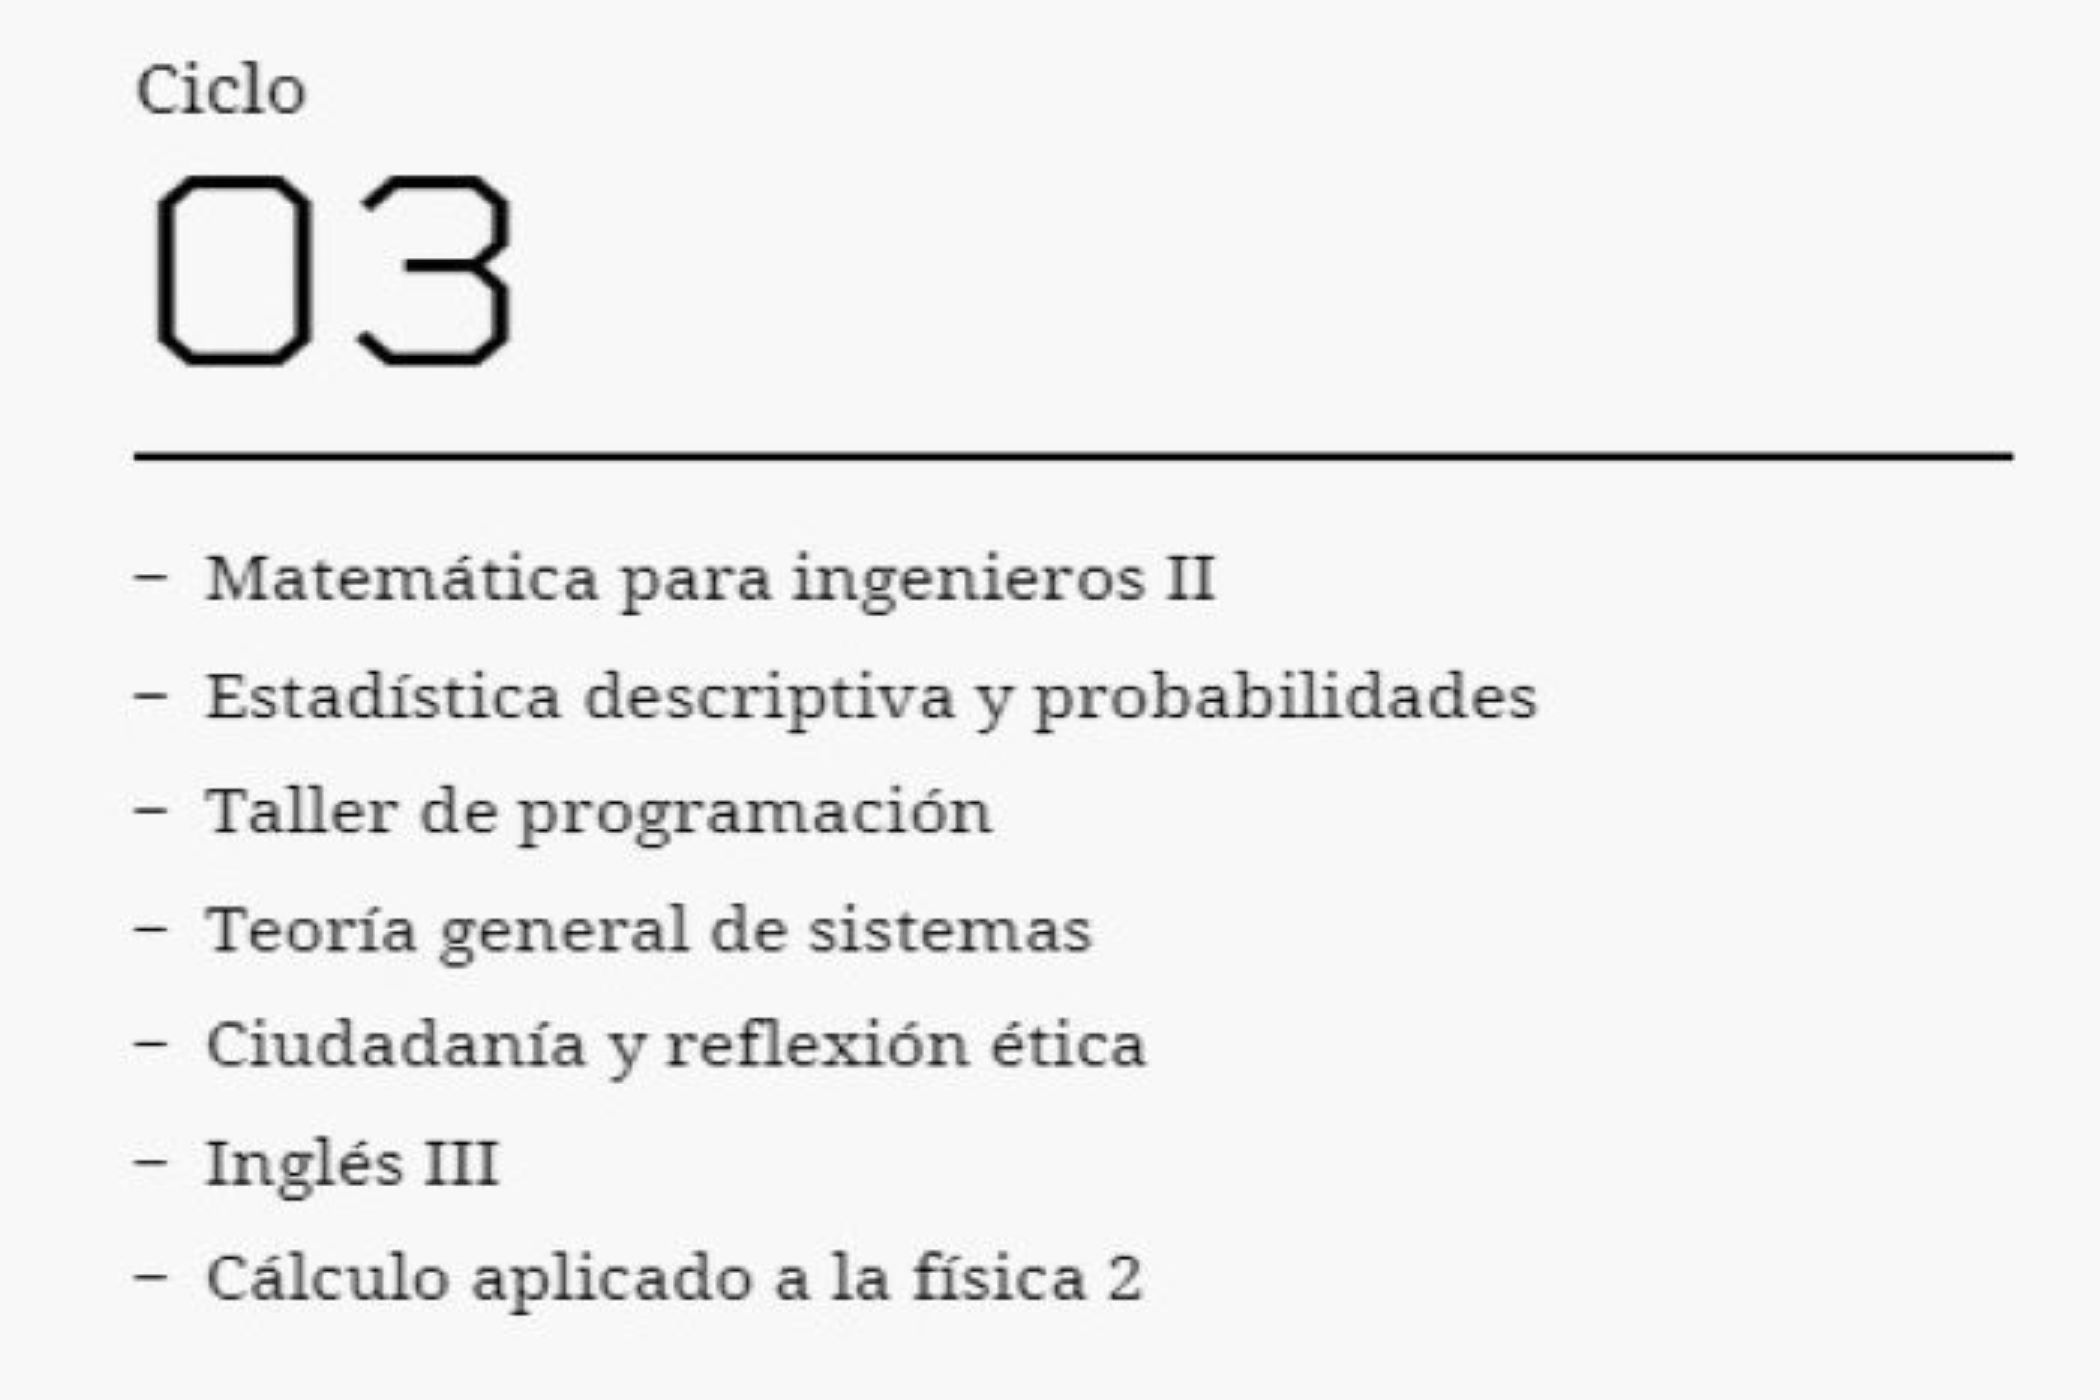 Ciclo
03
– Matemática para ingenieros II
– Estadística descriptiva y probabilidades
– Taller de programación
– Teoría general de sistemas
– Ciudadanía y reflexión ética
– Inglés III
– Cálculo aplicado a la física 2